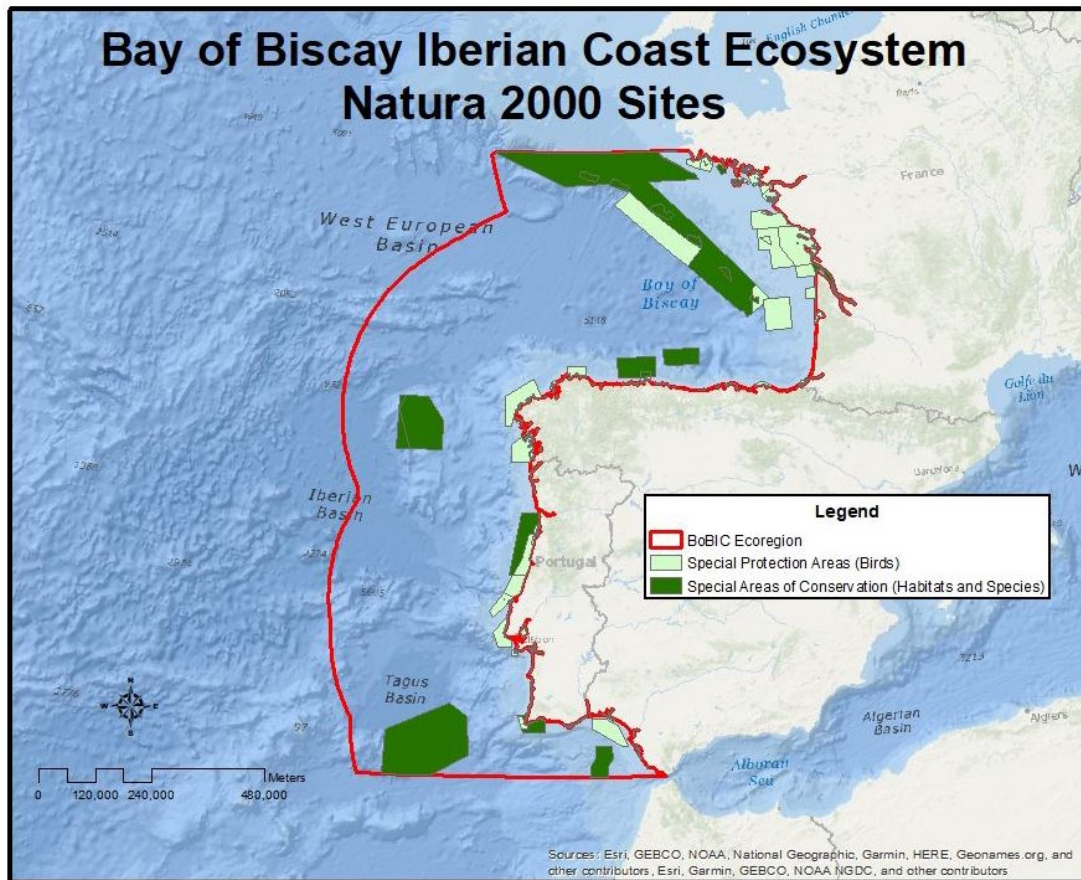 Bay of Biscay Iberian Coast Ecosystem
Natura 2000 Sites
English Channel
Paris
France
West European
Basin
Bay of
Biscay
5148
Golfe du
Lion
Barcelona
Iberian
Basin
Portugal
Lisbon
Legend
BoBIC Ecoregion
Special Protection Areas (Birds)
Special Areas of Conservation (Habitats and Species)
Tagus
Basin
N
W
E
S
Algerian
Basin
Algiers
Alboran
Sea
Meters
0
120,000
240,000
480,000
Sources: Esri, GEBCO, NOAA, National Geographic, Garmin, HERE, Geonames.org, and
other contributors, Esri, Garmin, GEBCO, NOAA NGDC, and other contributors